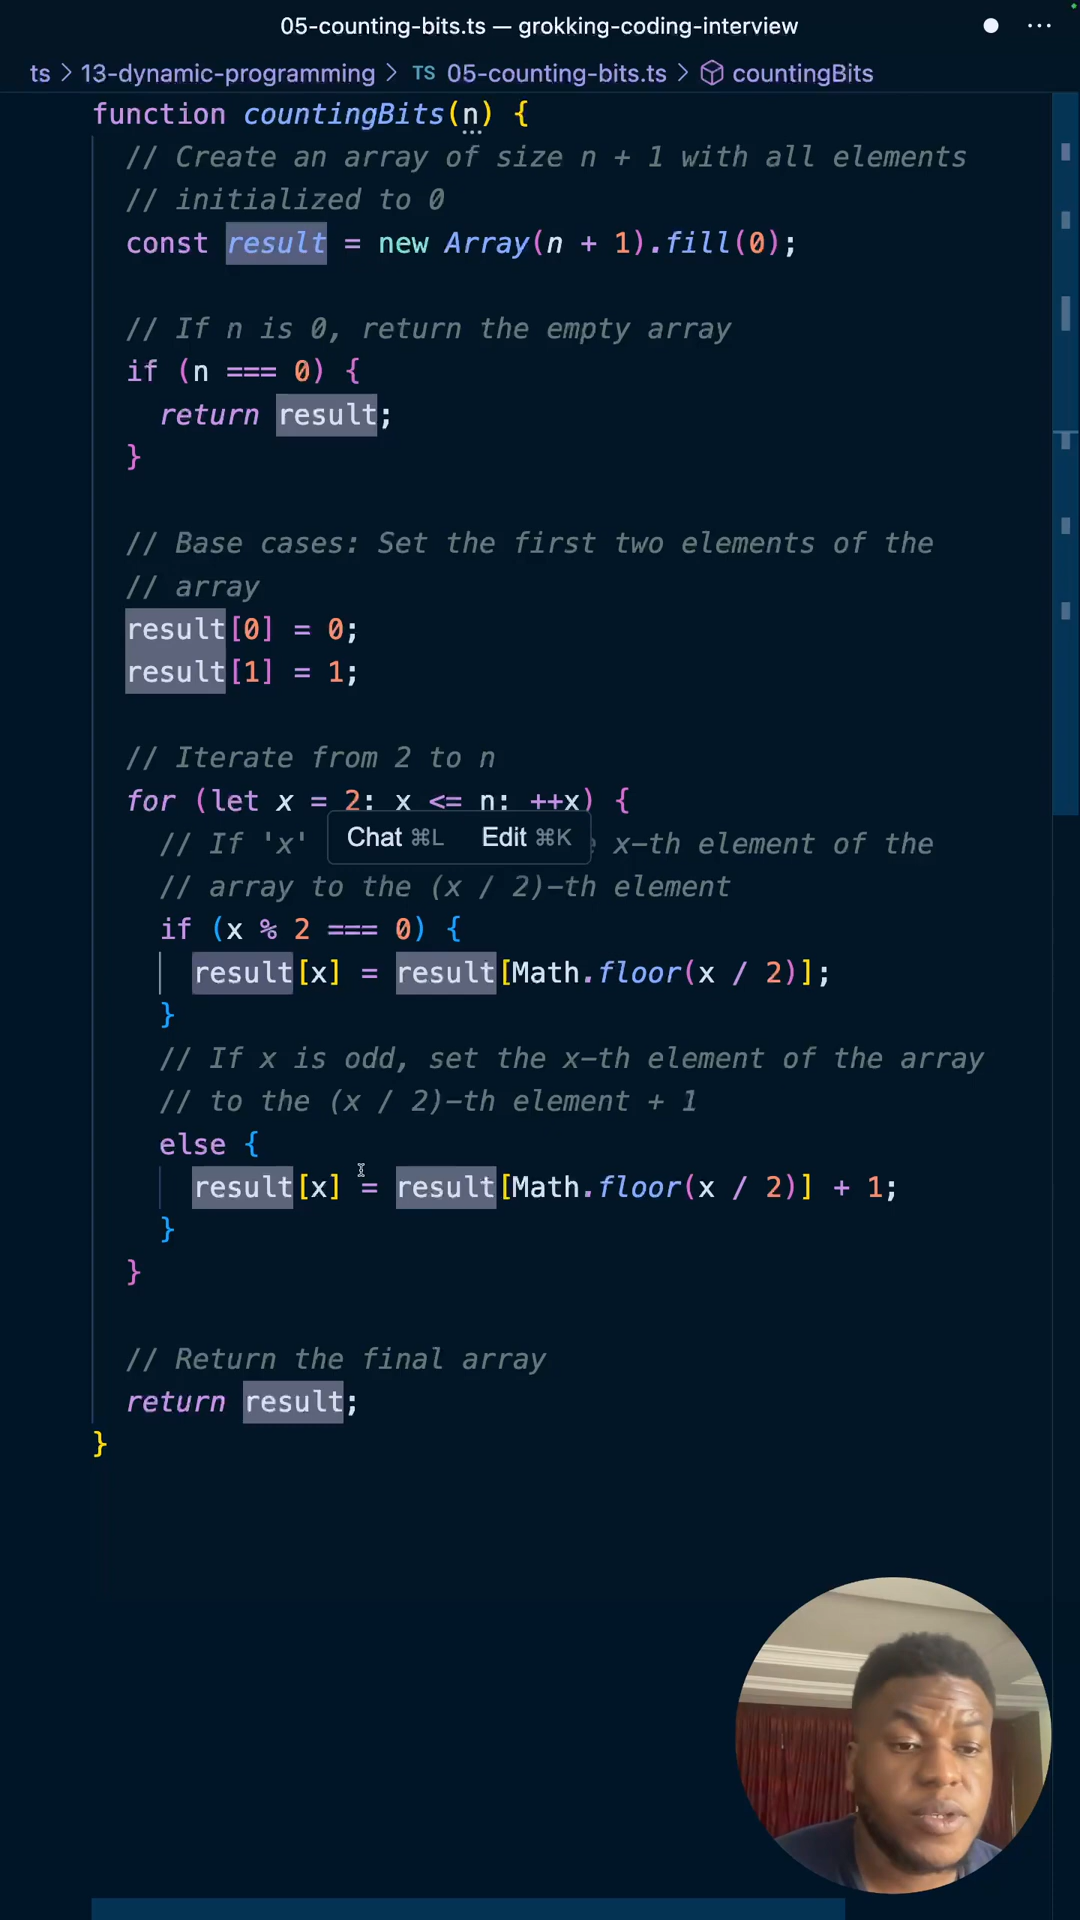 05-counting-bits.ts — grokking-coding-interview
ts > 13-dynamic-programming > TS 05-counting-bits.ts > countingBits
function countingBits(n) {
// Create an array of size n + 1 with all elements
// initialized to 0
const result = new Array(n + 1).fill(0);
// If n is 0, return the empty array
if (n === 0) {
return result;
}
// Base cases: Set the first two elements of the
// array
result[0] = 0;
result[1] = 1;
// Iterate from 2 to n
for (let x = 2; x <= n; ++x) {
Chat ⌘L Edit ⌘K
// If 'x' x-th element of the
// array to the (x / 2)-th element
if (x % 2 === 0) {
result[x] = result[Math.floor(x / 2)];
}
// If x is odd, set the x-th element of the array
// to the (x / 2)-th element + 1
else {
result[x] = result[Math.floor(x / 2)] + 1;
}
}
// Return the final array
return result;
}